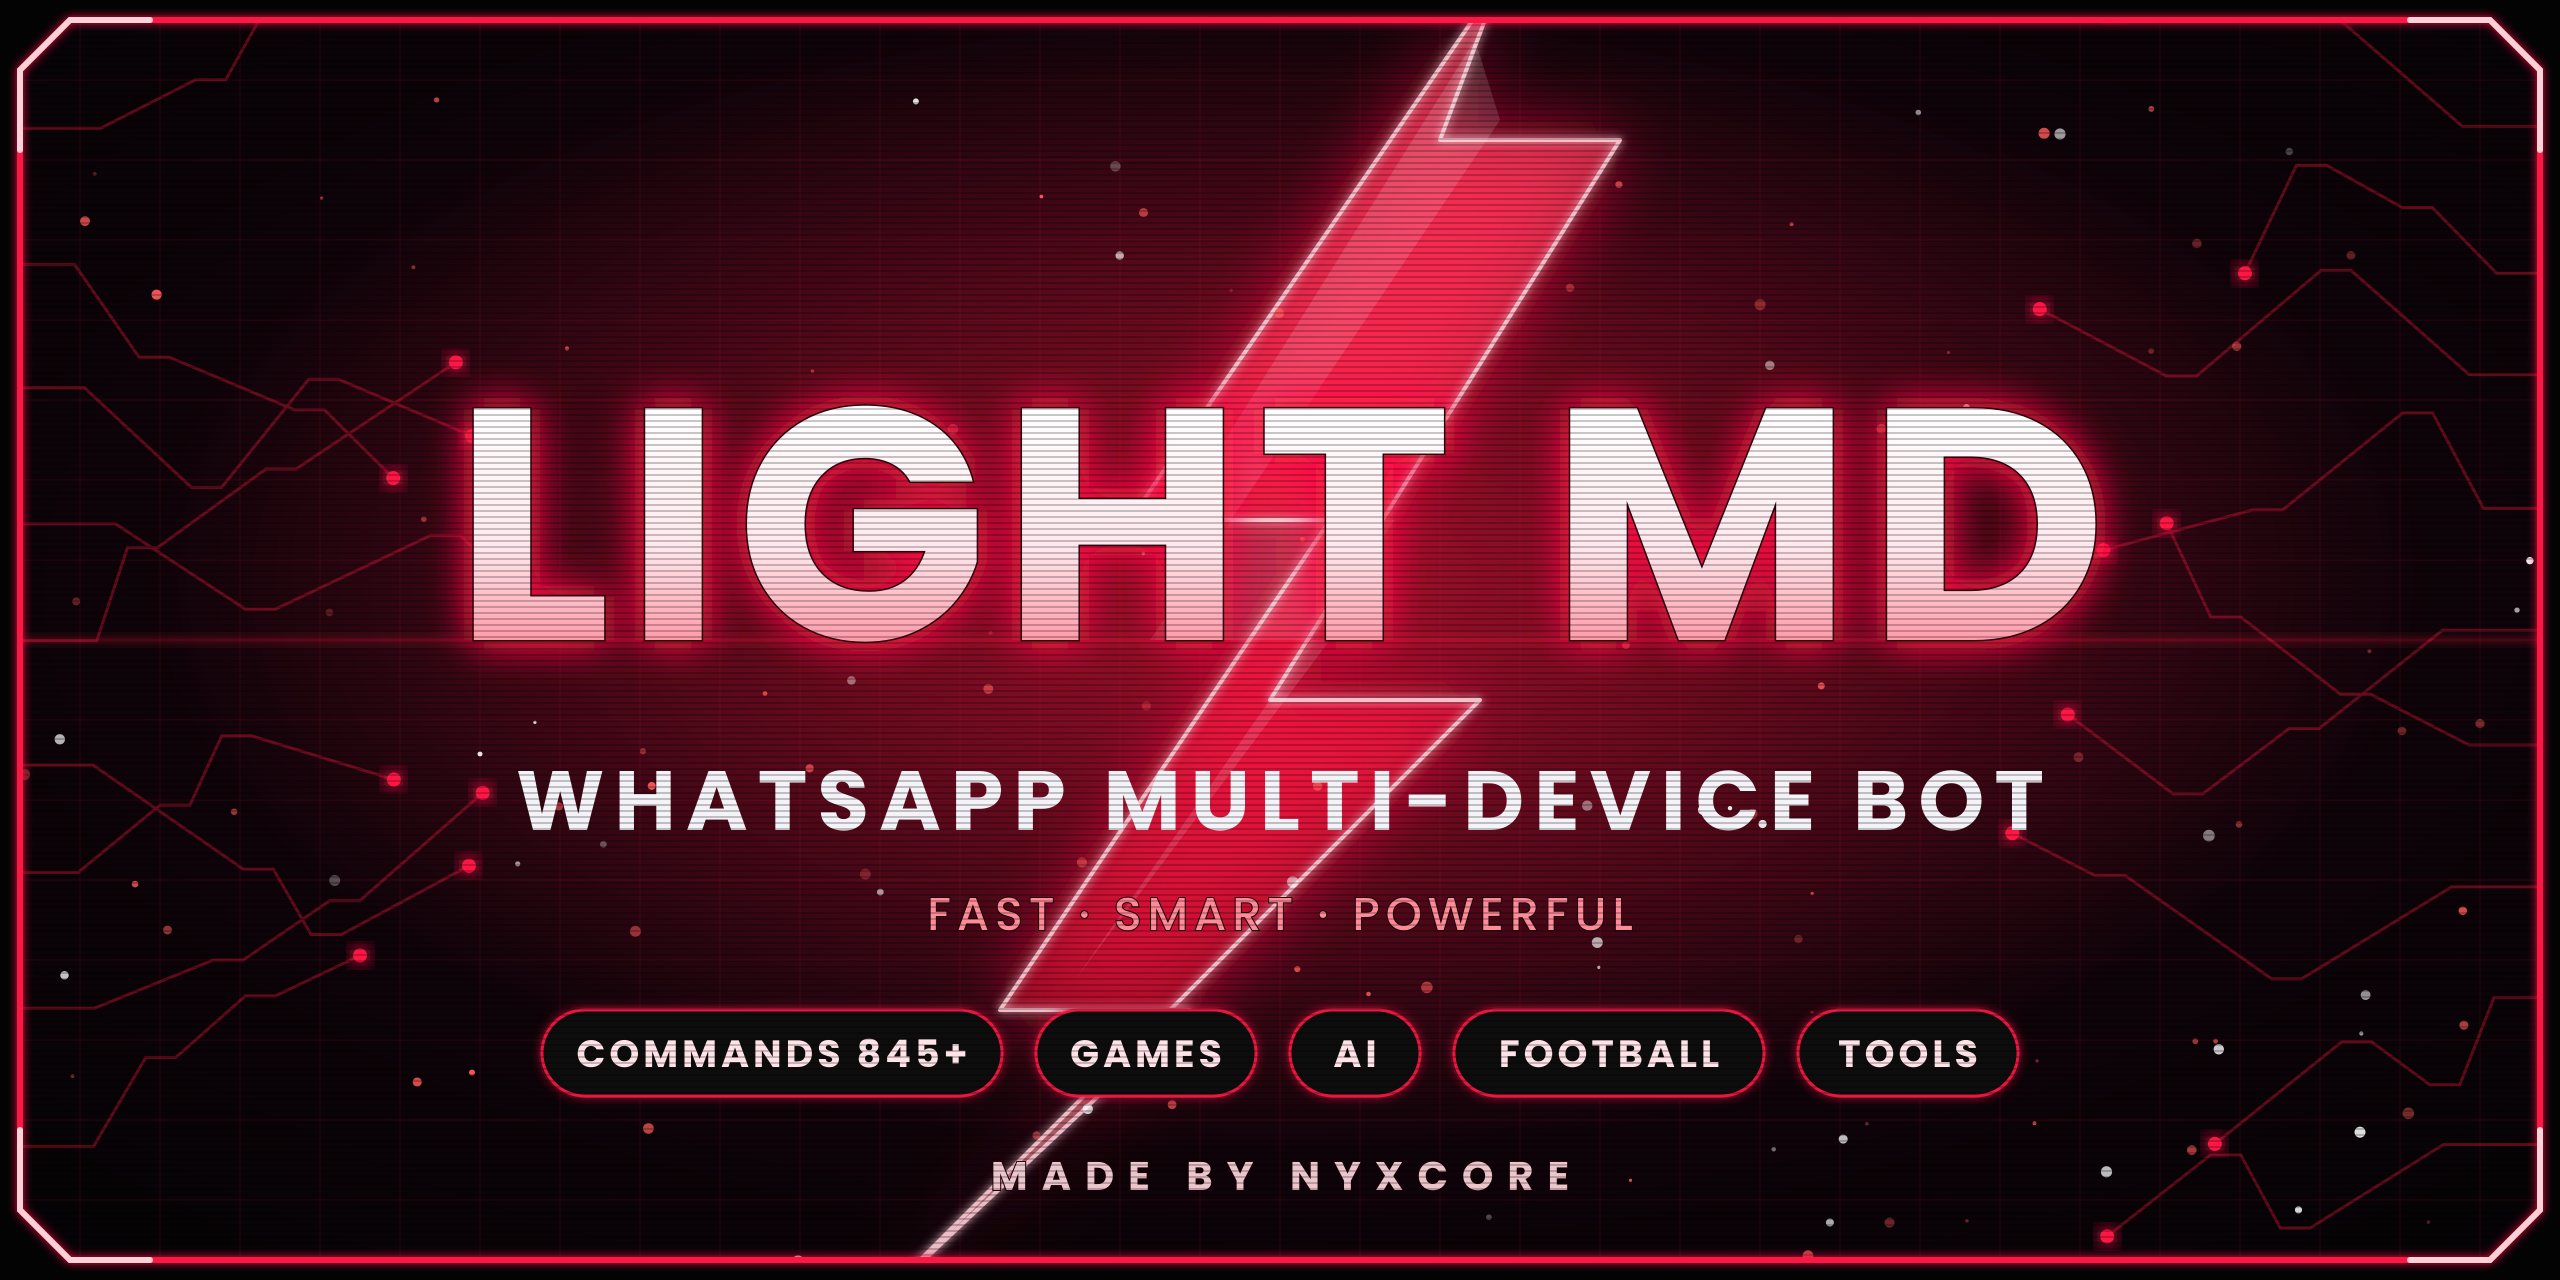 LIGHT MD
WHATSAPP MULTI-DEVICE BOT
FAST · SMART · POWERFUL
COMMANDS 845+ GAMES AI FOOTBALL TOOLS
MADE BY NYXCORE